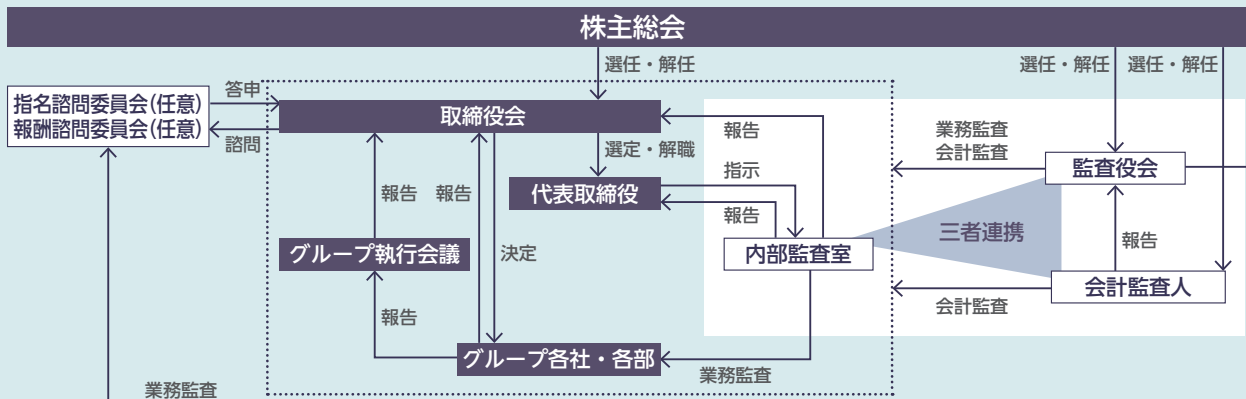 株主総会
選任・解任
選任・解任
選任・解任
答申
指名諮問委員会(任意)
報酬諮問委員会(任意)
諮問
取締役会
報告
業務監査
会計監査
選定・解職
指示
監査役会
報告
報告
代表取締役
報告
三者連携
報告
グループ執行会議
決定
内部監査室
会計監査人
会計監査
報告
グループ各社・各部
業務監査
業務監査